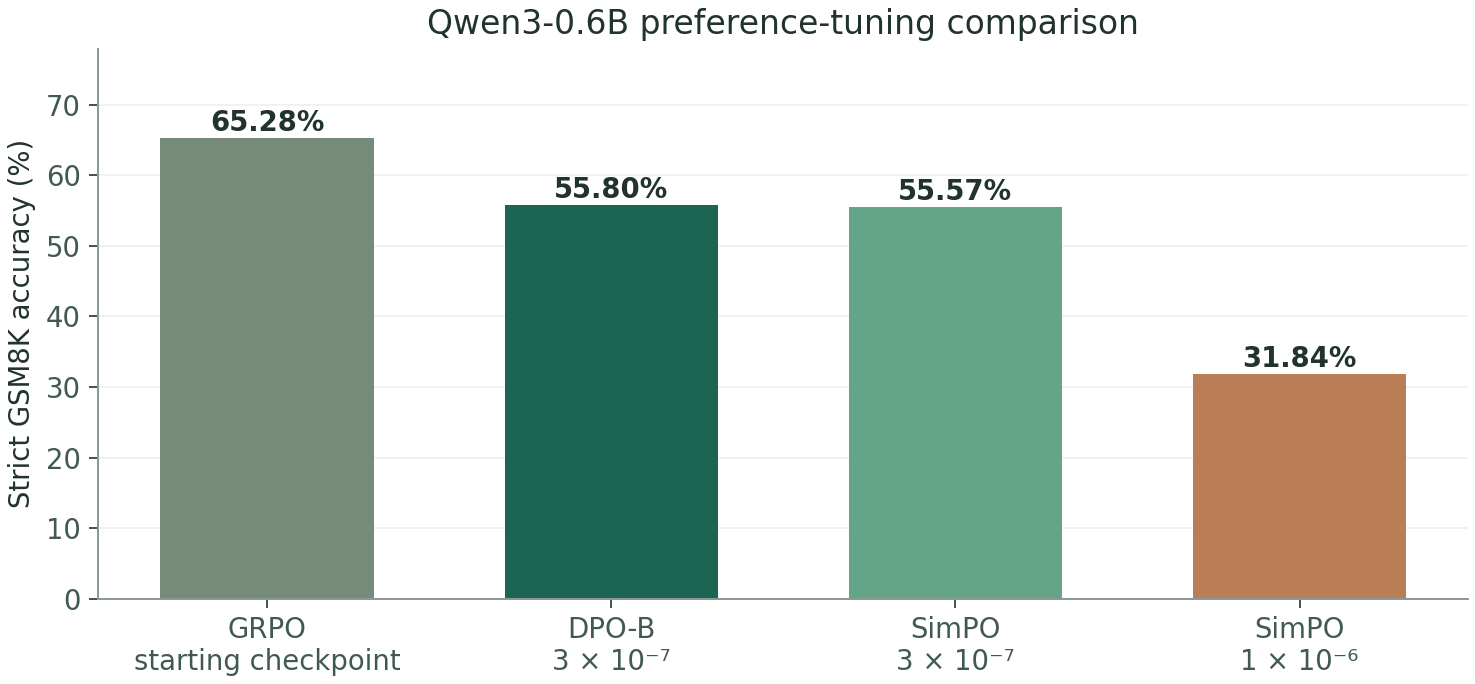 Qwen3-0.6B preference-tuning comparison
Strict GSM8K accuracy (%)
70
60
50
40
30
20
10
0
65.28%
55.80%
55.57%
31.84%
GRPO
starting checkpoint
DPO-B
3 × 10⁻⁷
SimPO
3 × 10⁻⁷
SimPO
1 × 10⁻⁶